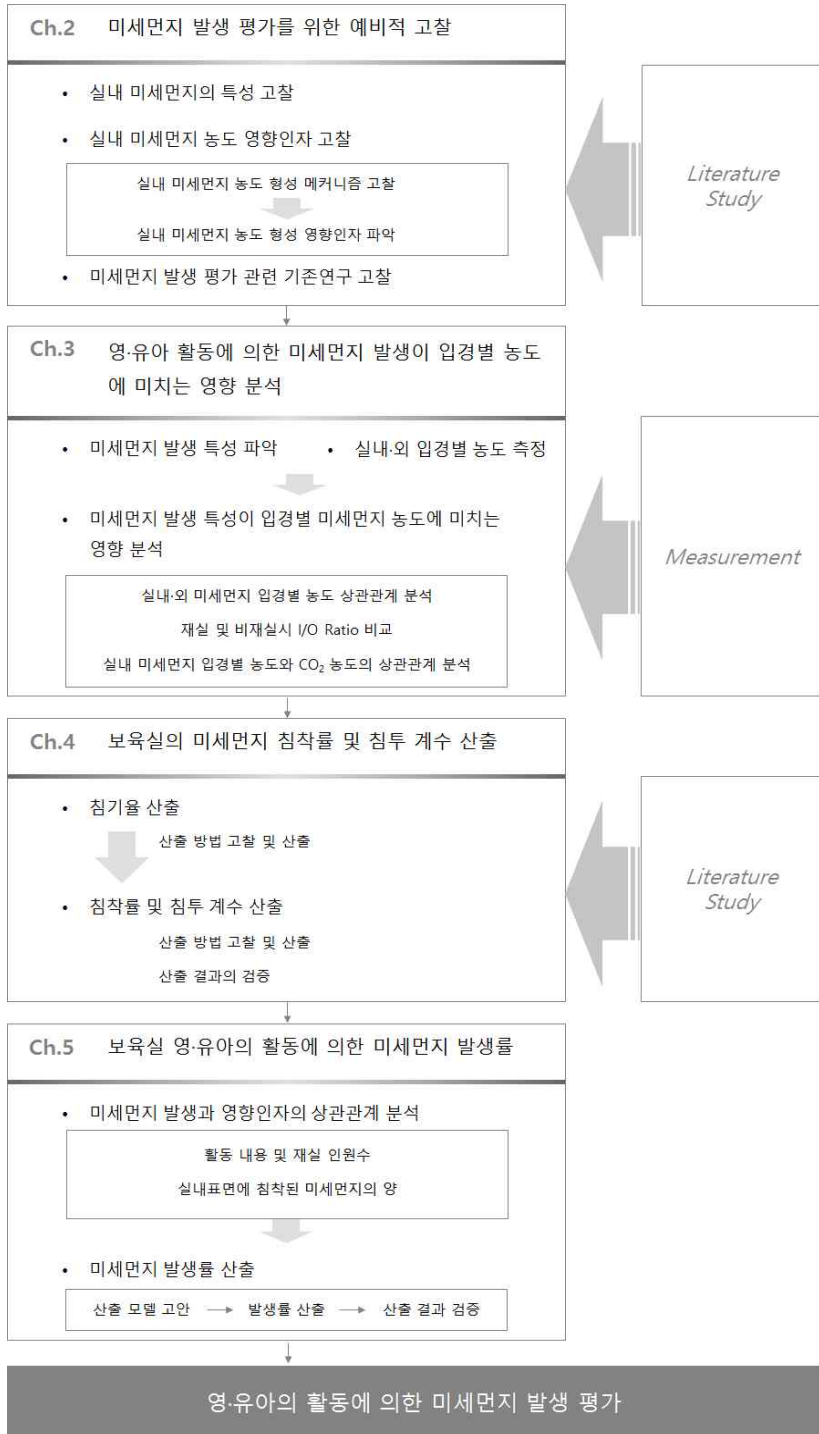 Ch.2 미세먼지 발생 평가를 위한 예비적 고찰
• 실내 미세먼지의 특성 고찰
• 실내 미세먼지 농도 영향인자 고찰
실내 미세먼지 농도 형성 메커니즘 고찰
실내 미세먼지 농도 형성 영향인자 파악
• 미세먼지 발생 평가 관련 기존연구 고찰
Literature
Study
Ch.3 영·유아 활동에 의한 미세먼지 발생이 입경별 농도
에 미치는 영향 분석
• 미세먼지 발생 특성 파악 • 실내·외 입경별 농도 측정
• 미세먼지 발생 특성이 입경별 미세먼지 농도에 미치는
영향 분석
실내·외 미세먼지 입경별 농도 상관관계 분석
재실 및 비재실시 I/O Ratio 비교
실내 미세먼지 입경별 농도와 CO₂ 농도의 상관관계 분석
Measurement
Ch.4 보육실의 미세먼지 침착률 및 침투 계수 산출
• 침기율 산출
산출 방법 고찰 및 산출
• 침착률 및 침투 계수 산출
산출 방법 고찰 및 산출
산출 결과의 검증
Literature
Study
Ch.5 보육실 영·유아의 활동에 의한 미세먼지 발생률
• 미세먼지 발생과 영향인자의 상관관계 분석
활동 내용 및 재실 인원수
실내표면에 침착된 미세먼지의 양
• 미세먼지 발생률 산출
산출 모델 고안 → 발생률 산출 → 산출 결과 검증
영·유아의 활동에 의한 미세먼지 발생 평가